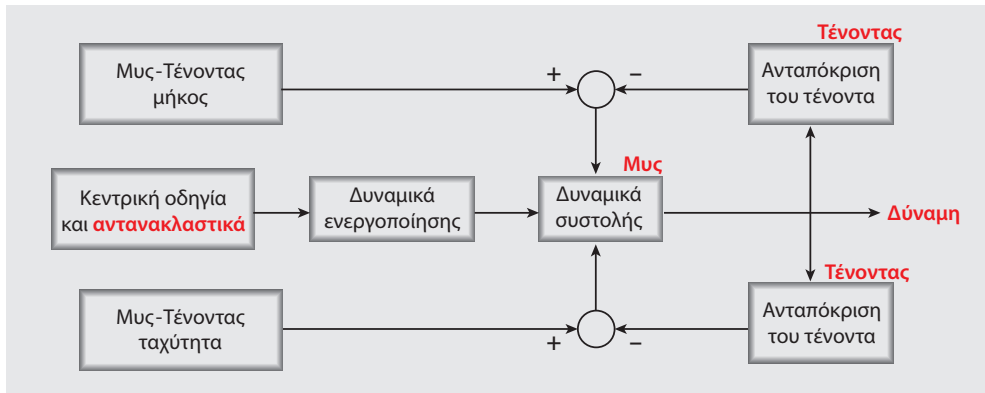 Τένοντας
Μυς-Τένοντας
μήκος
+
−
Ανταπόκριση
του τένοντα
Μυς
Κεντρική οδηγία
και αντανακλαστικά
Δυναμικά
ενεργοποίησης
Δυναμικά
συστολής
Δύναμη
Τένοντας
Μυς-Τένοντας
ταχύτητα
+
−
Ανταπόκριση
του τένοντα